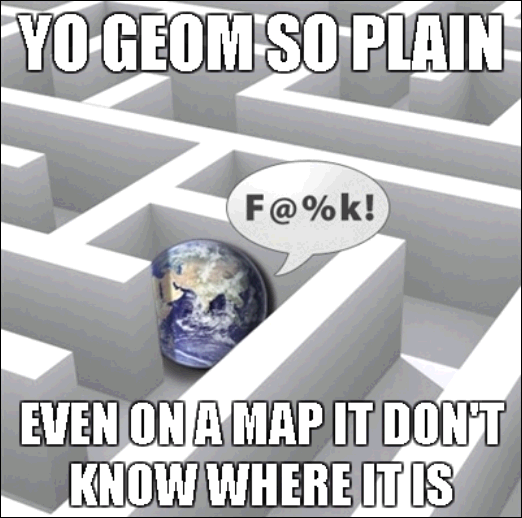 YO GEOM SO PLAIN
F@%k!
EVEN ON A MAP IT DON'T
KNOW WHERE IT IS